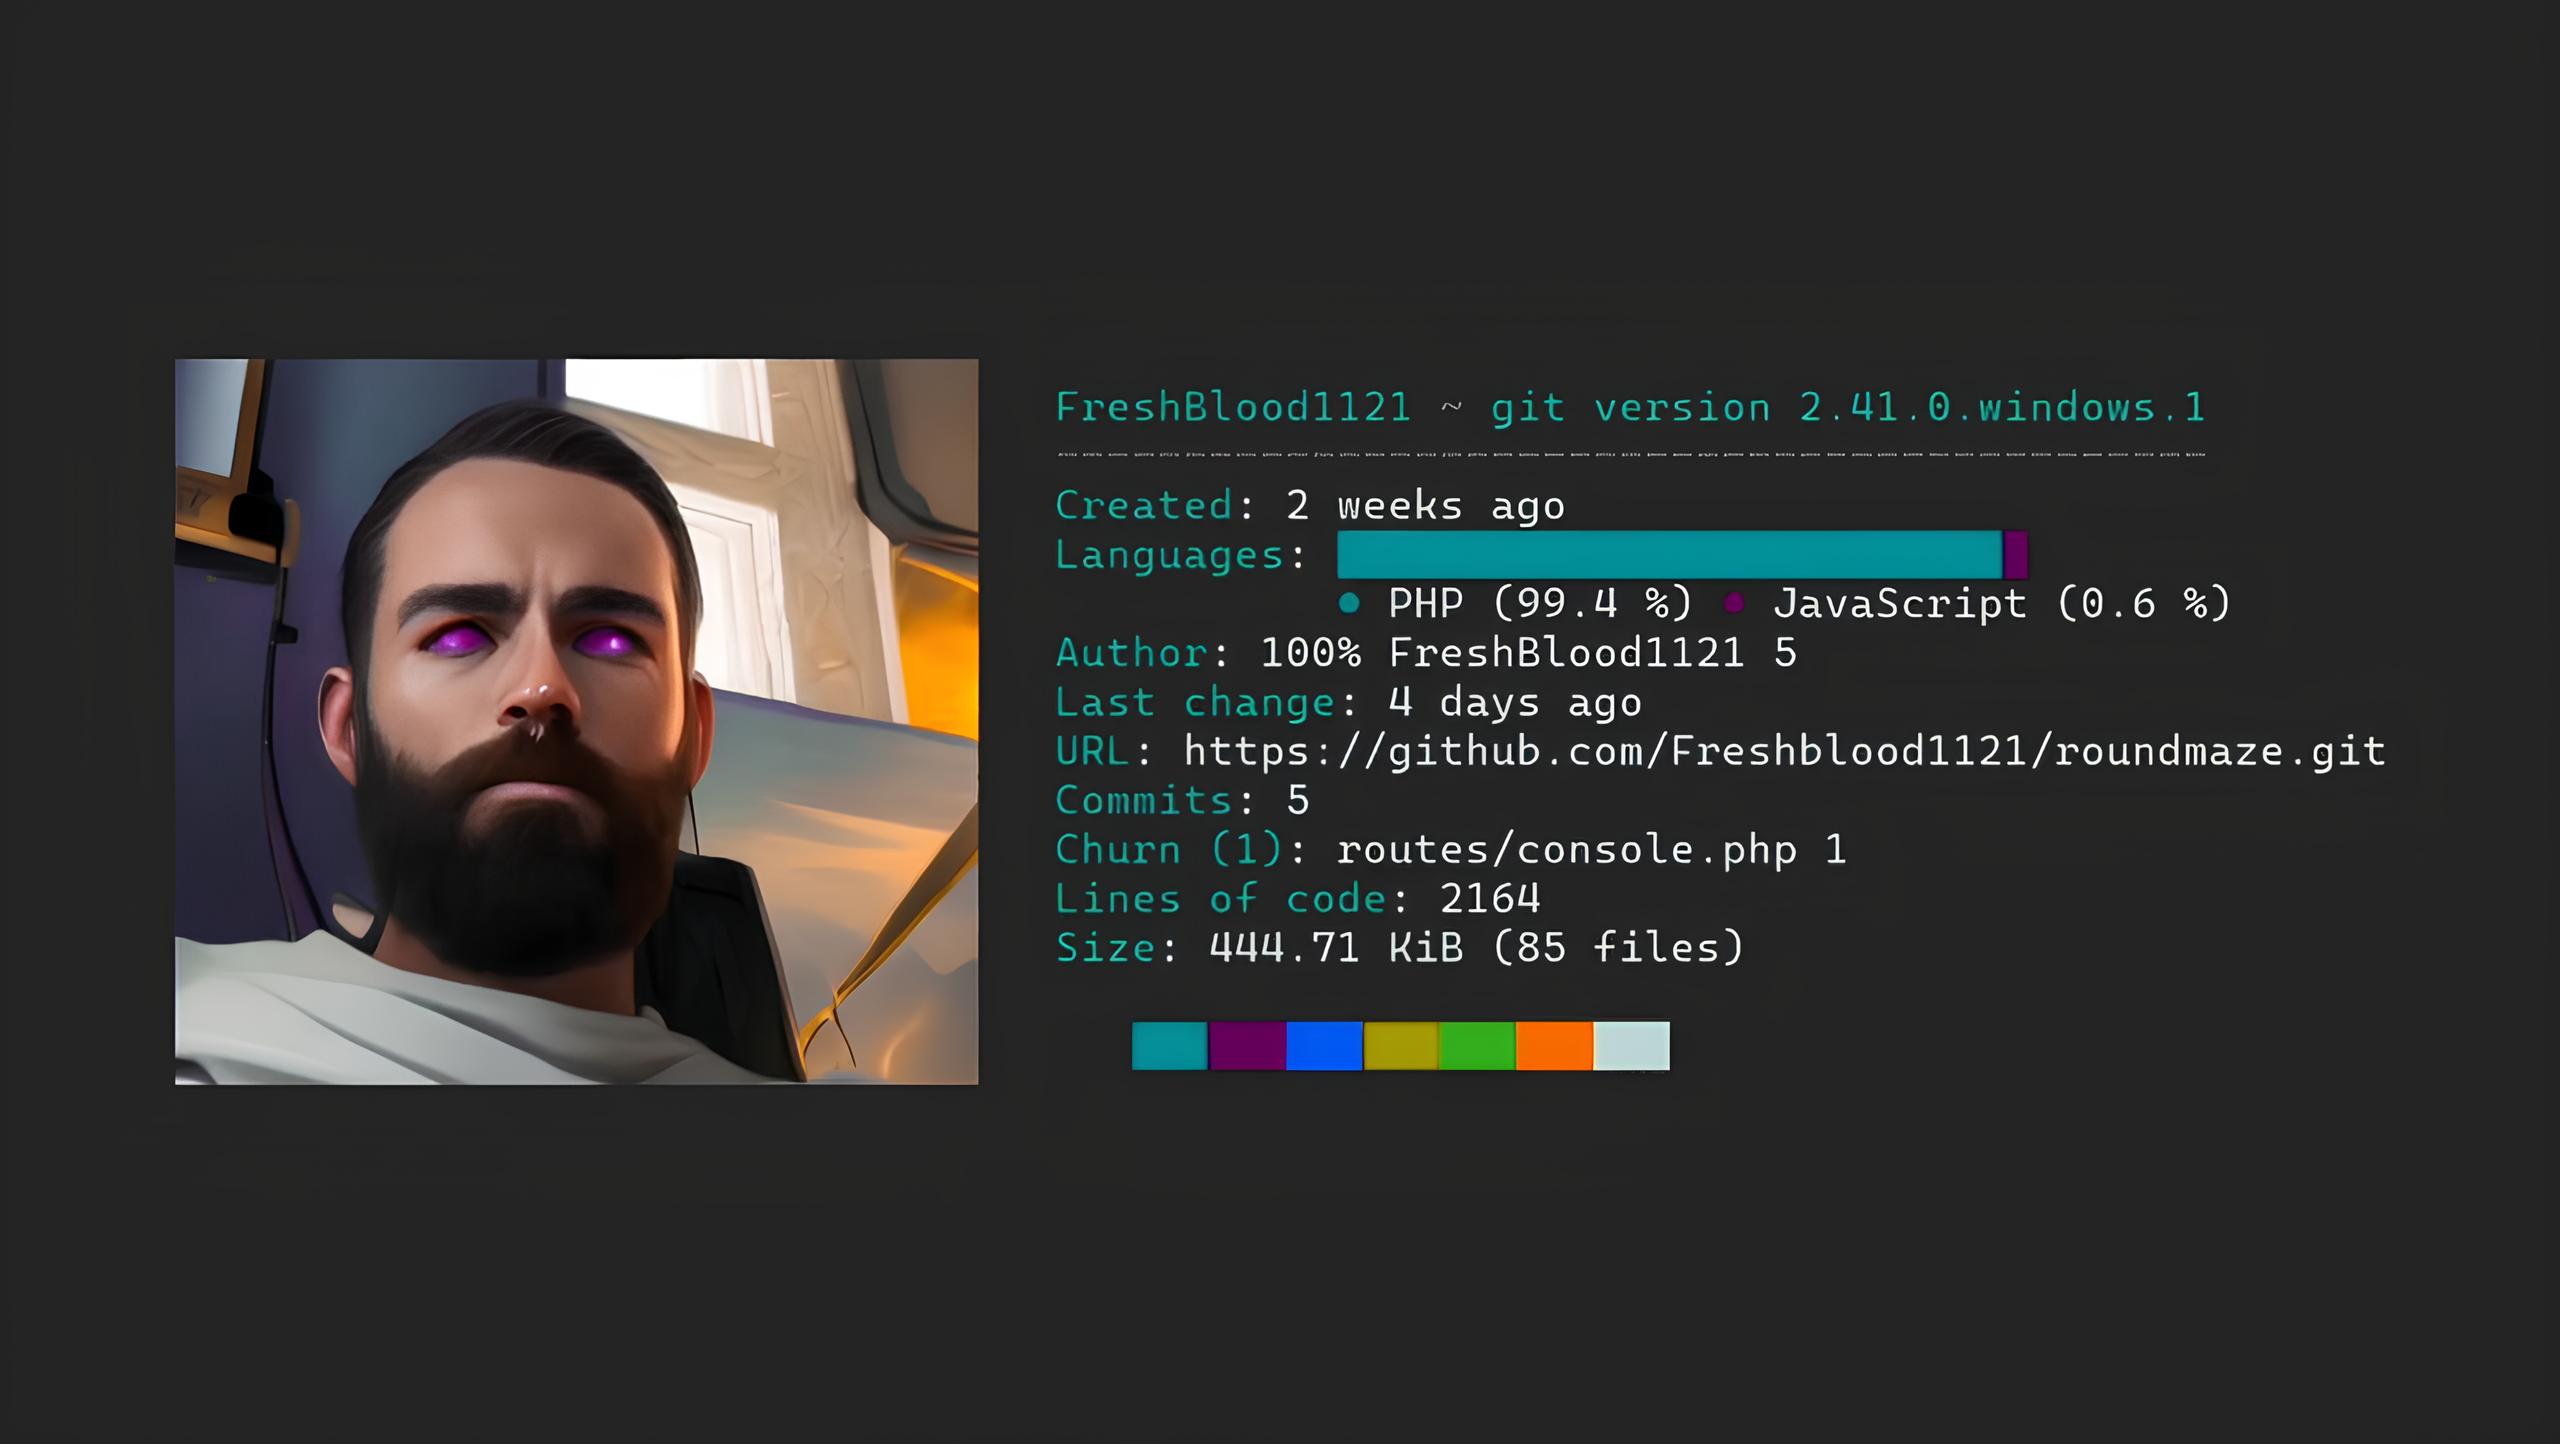 FreshBlood1121 ~ git version 2.41.0.windows.1
Created: 2 weeks ago
Languages:
● PHP (99.4 %) ● JavaScript (0.6 %)
Author: 100% FreshBlood1121 5
Last change: 4 days ago
URL: https://github.com/Freshblood1121/roundmaze.git
Commits: 5
Churn (1): routes/console.php 1
Lines of code: 2164
Size: 444.71 KiB (85 files)